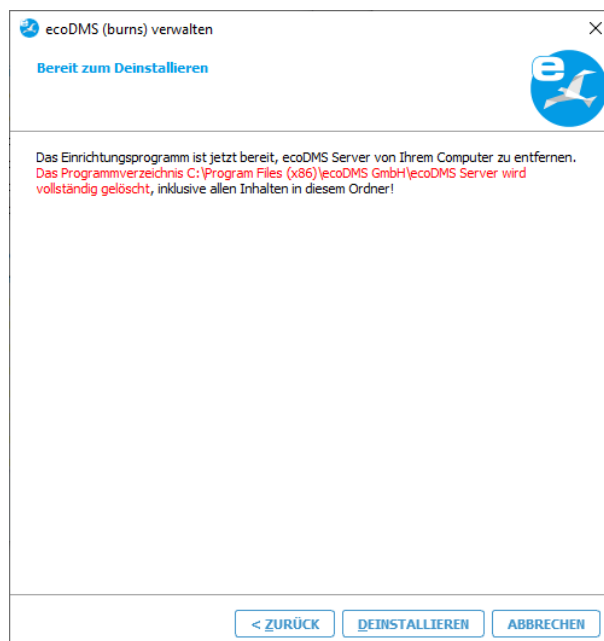 ecoDMS (burns) verwalten
Bereit zum Deinstallieren
e
Das Einrichtungsprogramm ist jetzt bereit, ecoDMS Server von Ihrem Computer zu entfernen.
Das Programmverzeichnis C:\Program Files (x86)\ecoDMS GmbH\ecoDMS Server wird
vollständig gelöscht, inklusive allen Inhalten in diesem Ordner!
< ZURÜCK DEINSTALLIEREN ABBRECHEN